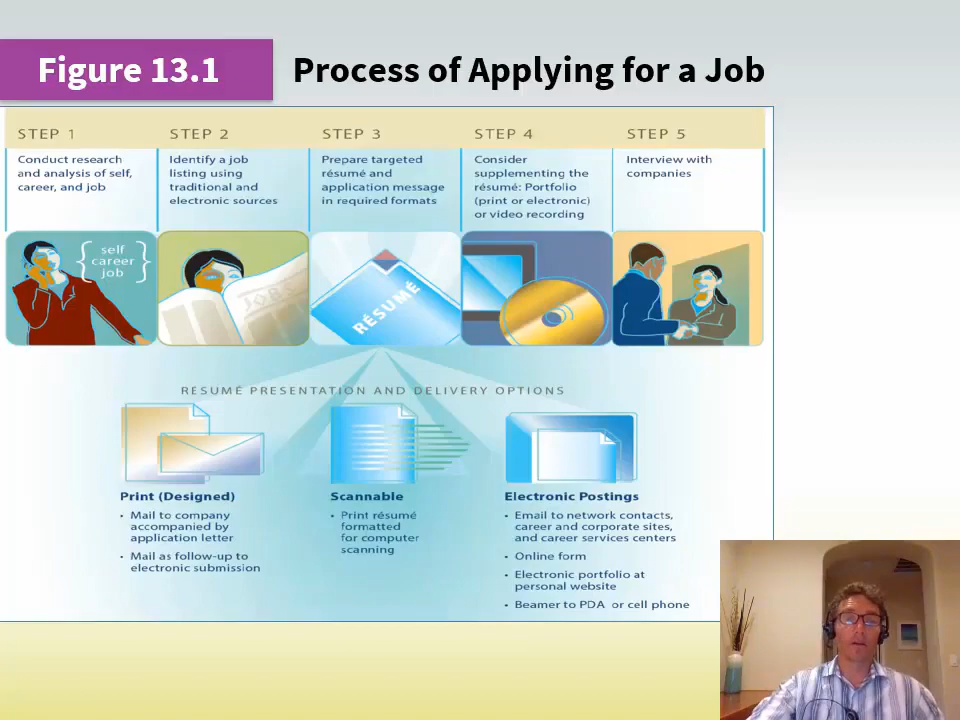 Figure 13.1
Process of Applying for a Job
STEP 1
STEP 2
STEP 3
STEP 4
STEP 5
Conduct research
and analysis of self,
career, and job
Identify a job
listing using
traditional and
electronic sources
Prepare targeted
résumé and
application message
in required formats
Consider
supplementing the
résumé: Portfolio
(print or electronic)
or video recording
Interview with
companies
self
career
job
JOBS
RÉSUMÉ
RESUMÉ PRESENTATION AND DELIVERY OPTIONS
Print (Designed)
• Mail to company
accompanied by
application letter
• Mail as follow-up to
electronic submission
Scannable
• Print résumé
formatted
for computer
scanning
Electronic Postings
• Email to network contacts,
career and corporate sites,
and career services centers
• Online form
• Electronic portfolio at
personal website
• Beamer to PDA or cell phone